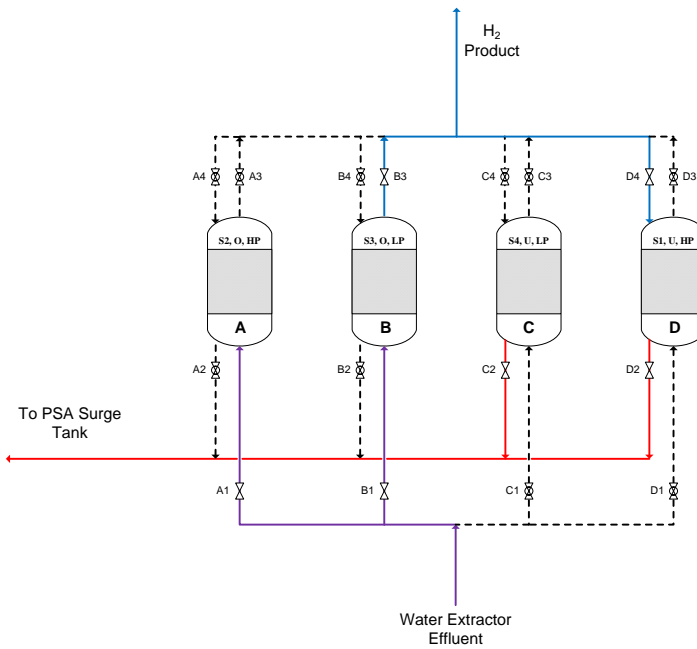 H₂
Product
A4
A3
B4
B3
C4
C3
D4
D3
S2, O, HP
S3, O, LP
S4, U, LP
S1, U, HP
A
B
C
D
A2
B2
C2
D2
To PSA Surge
Tank
A1
B1
C1
D1
Water Extractor
Effluent